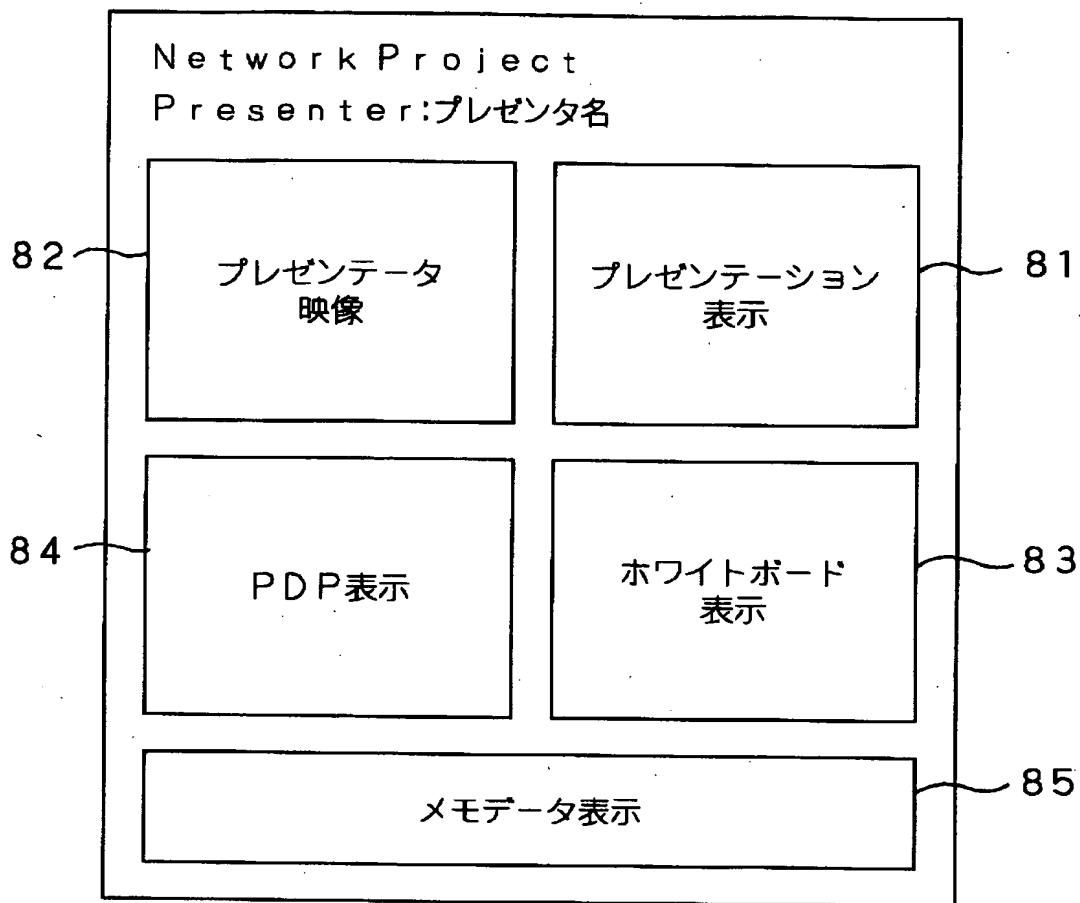 Network Project
Presenter:プレゼンタ名
82
プレゼンテータ
映像
プレゼンテーション
表示
81
84
PDP表示
ホワイトボード
表示
83
メモデータ表示
85